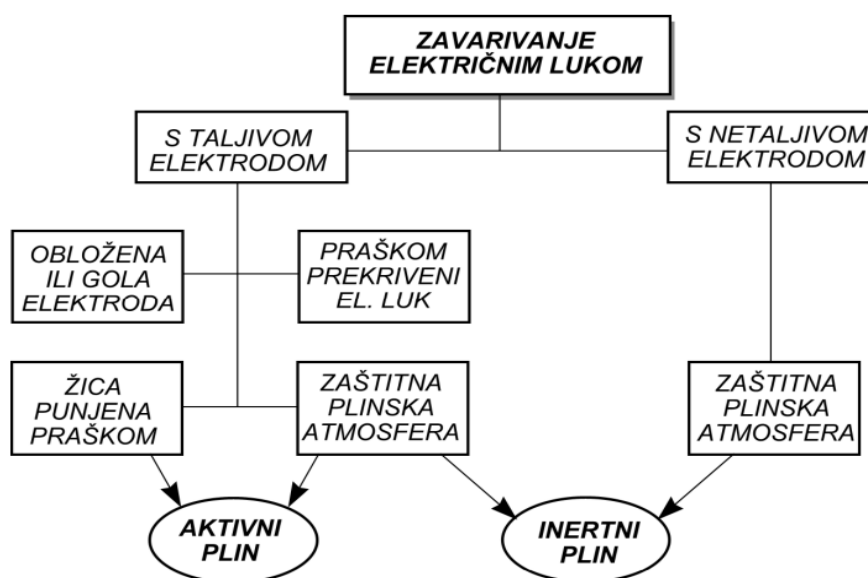 ZAVARIVANJE
ELEKTRIČNIM LUKOM
S TALJIVOM
ELEKTRODOM
S NETALJIVOM
ELEKTRODOM
OBLOŽENA
ILI GOLA
ELEKTRODA
PRAŠKOM
PREKRIVENI
EL. LUK
ŽICA
PUNJENA
PRAŠKOM
ZAŠTITNA
PLINSKA
ATMOSFERA
ZAŠTITNA
PLINSKA
ATMOSFERA
AKTIVNI
PLIN
INERTNI
PLIN